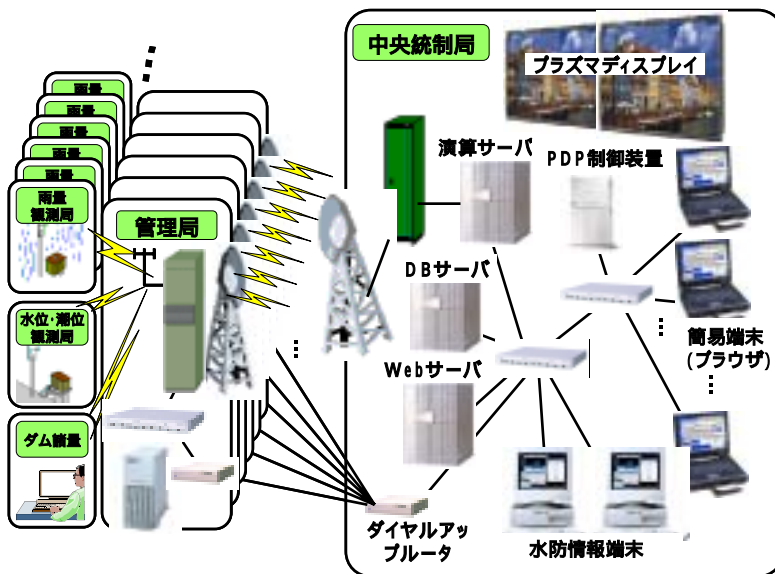 中央統制局
プラズマディスプレイ
雨量
雨量
雨量
雨量
雨量
雨量
観測局
管理局
水位・潮位
観測局
ダム諸量
演算サーバ
PDP制御装置
DBサーバ
Webサーバ
簡易端末
(ブラウザ)
ダイヤルアッ
プルータ
水防情報端末